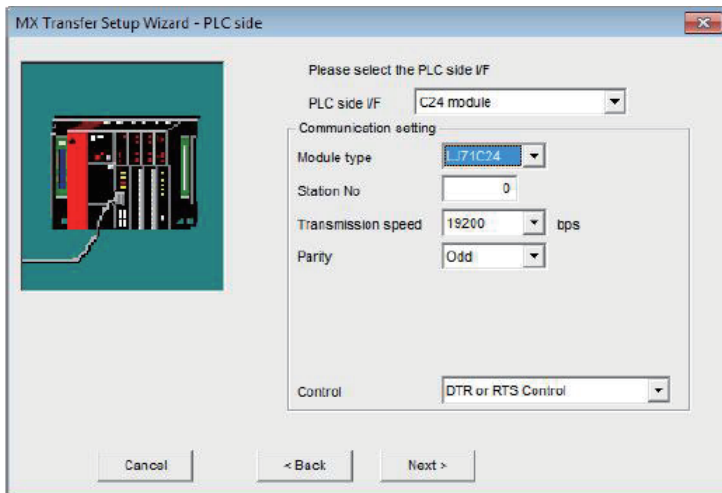 MX Transfer Setup Wizard - PLC side
Please select the PLC side I/F
PLC side I/F C24 module
Communication setting
Module type LJ71C24
Station No 0
Transmission speed 19200 bps
Parity Odd
Control DTR or RTS Control
Cancel < Back Next >